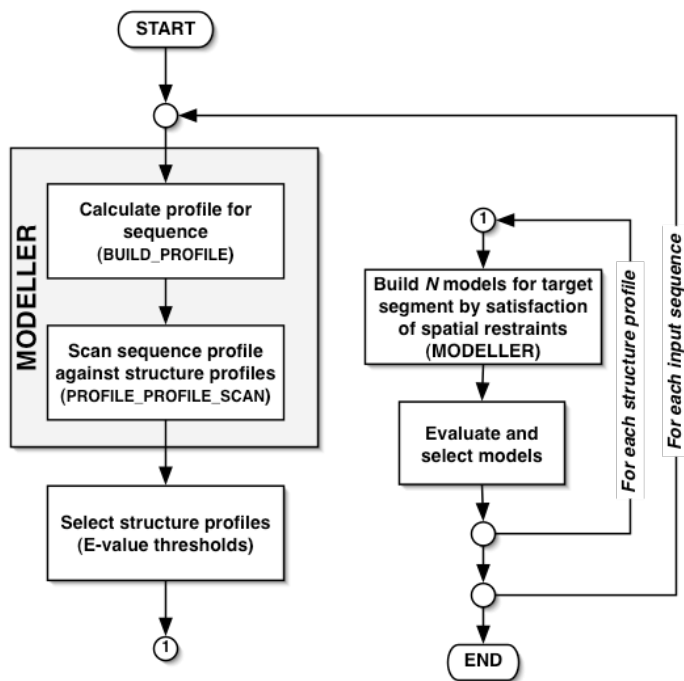 START
MODELLER
Calculate profile for
sequence
(BUILD_PROFILE)
Scan sequence profile
against structure profiles
(PROFILE_PROFILE_SCAN)
Select structure profiles
(E-value thresholds)
1
1
Build N models for target
segment by satisfaction
of spatial restraints
(MODELLER)
Evaluate and
select models
For each structure profile
For each input sequence
END